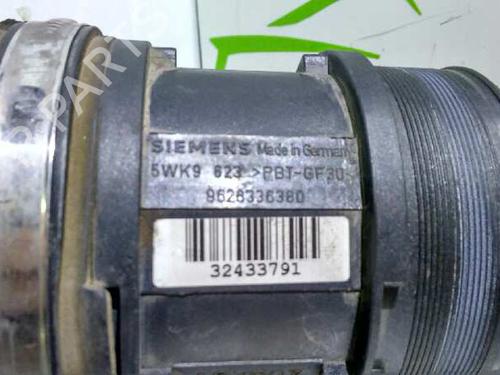 SIEMENS Made in Germany
5WK9 623 >PBT-GF30
9628336380
32433791